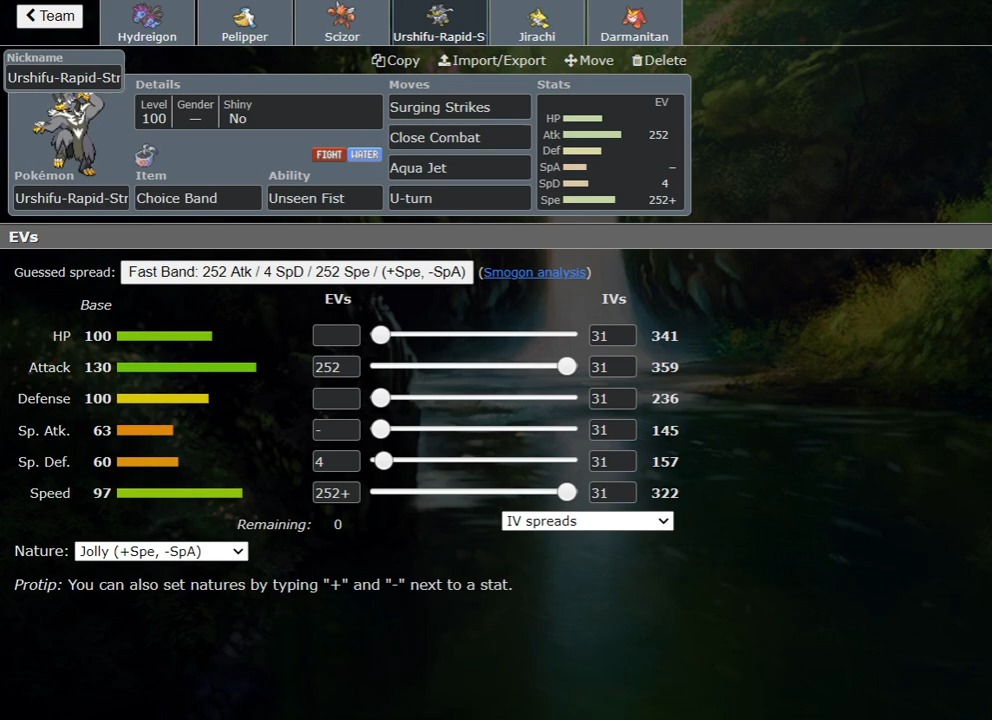 Team
Hydreigon
Pelipper
Scizor
Urshifu-Rapid-S
Jirachi
Darmanitan
Copy Import/Export Move Delete
Nickname
Urshifu-Rapid-Str
Details
Level Gender Shiny
100 — No
FIGHT WATER
Pokémon
Urshifu-Rapid-Str
Item
Choice Band
Ability
Unseen Fist
Moves
Surging Strikes
Close Combat
Aqua Jet
U-turn
Stats
EV
HP
Atk 252
Def
SpA –
SpD 4
Spe 252+
EVs
Guessed spread: Fast Band: 252 Atk / 4 SpD / 252 Spe / (+Spe, -SpA) (Smogon analysis)
Base EVs IVs
HP 100 31 341
Attack 130 252 31 359
Defense 100 31 236
Sp. Atk. 63 - 31 145
Sp. Def. 60 4 31 157
Speed 97 252+ 31 322
Remaining: 0 IV spreads
Nature: Jolly (+Spe, -SpA)
Protip: You can also set natures by typing "+" and "-" next to a stat.